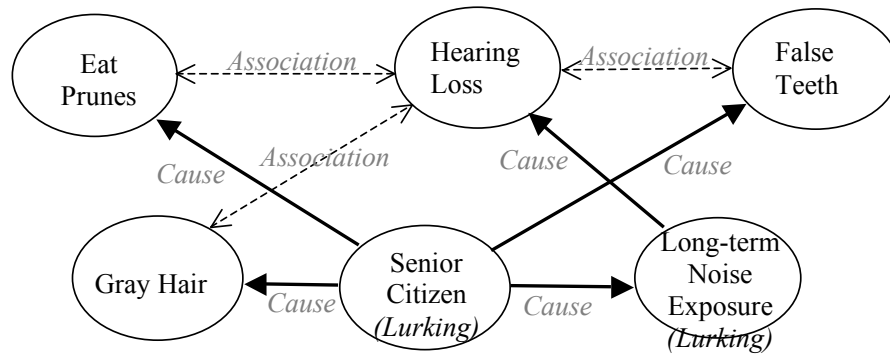 Eat
Prunes
Association
Hearing
Loss
Association
False
Teeth
Cause
Association
Cause
Cause
Gray Hair
Cause
Senior
Citizen
(Lurking)
Cause
Long-term
Noise
Exposure
(Lurking)